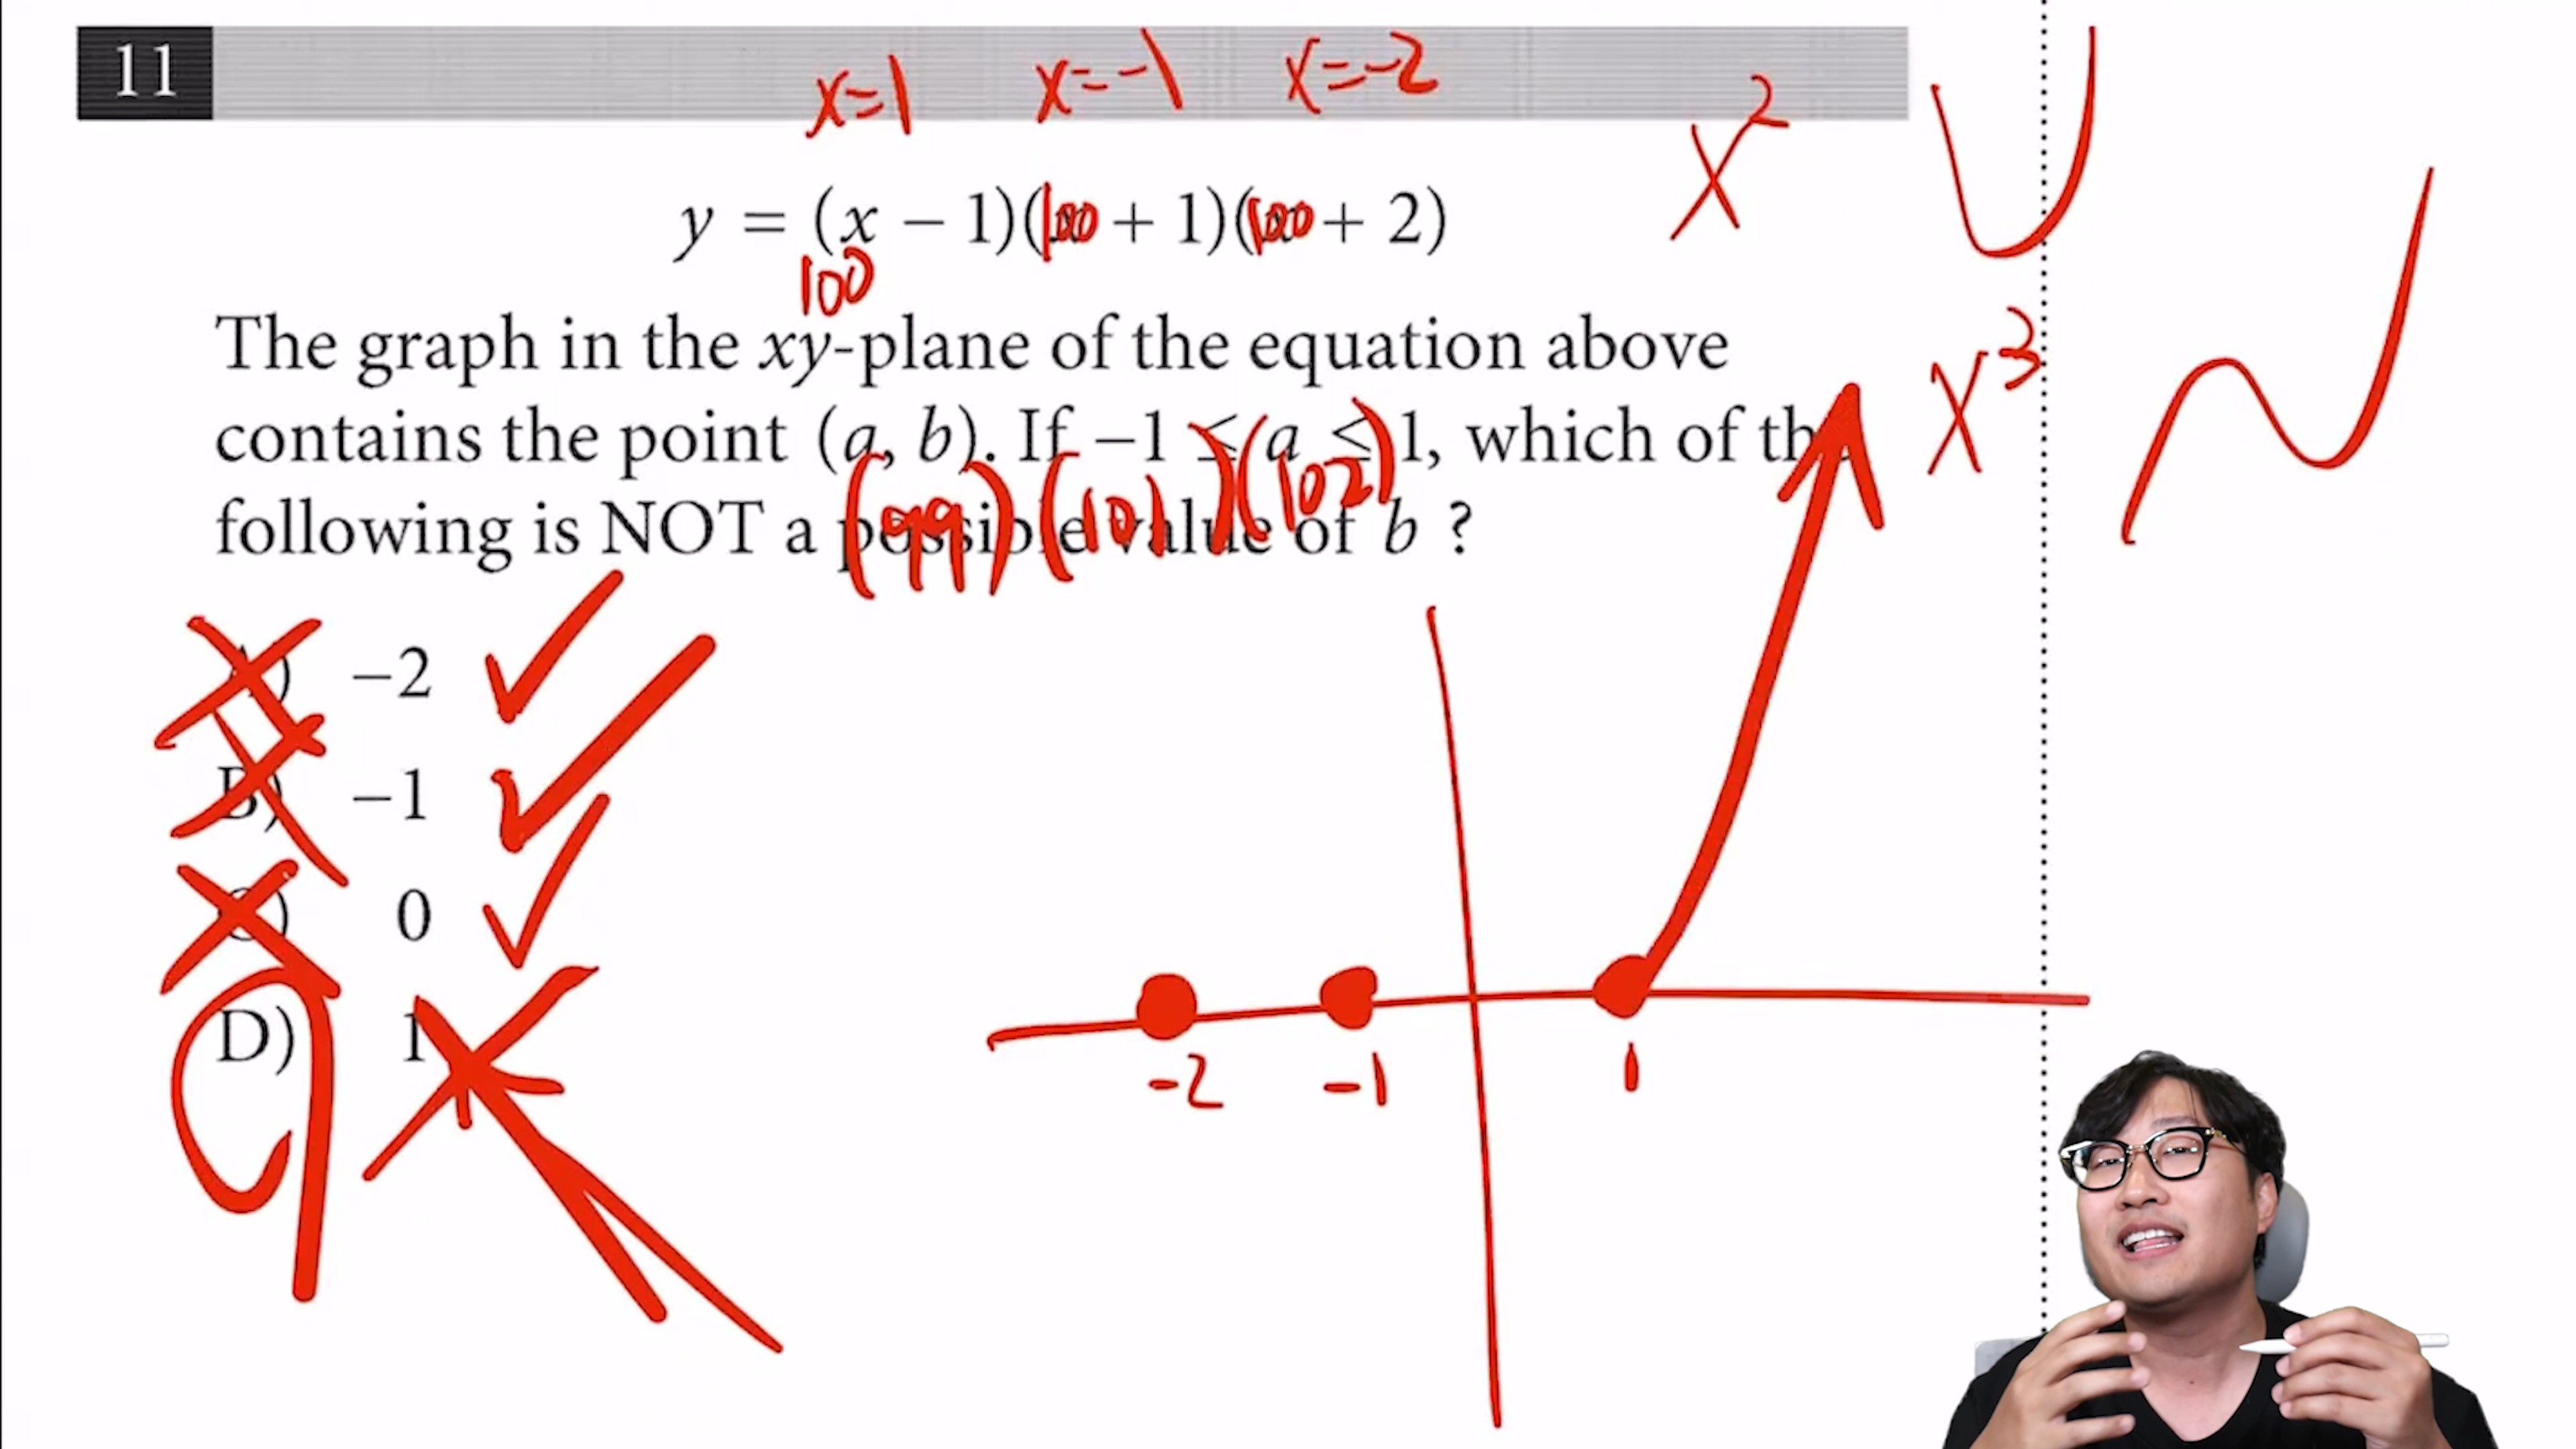 11
x=1 x=-1 x=-2
x²
y = (x − 1)(100 + 1)(100 + 2)
100
The graph in the xy-plane of the equation above
x³
contains the point (a, b). If −1 ≤ a ≤ 1, which of the
(99)(101)(102)
following is NOT a possible value of b ?
A) −2
B) −1
C) 0
D) 1
-2 -1 1